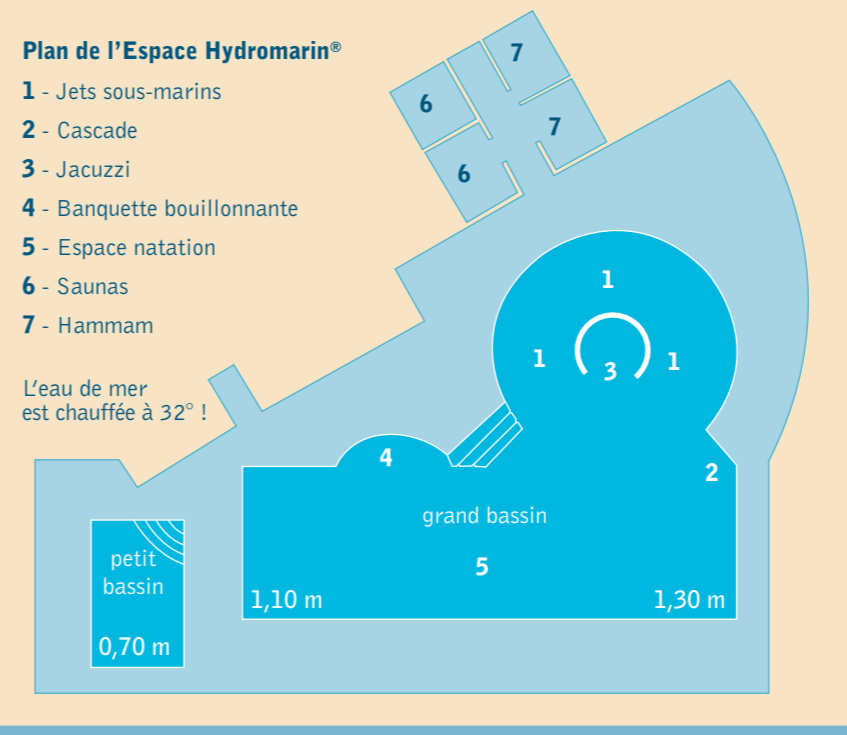 Plan de l'Espace Hydromarin®
1 - Jets sous-marins
2 - Cascade
3 - Jacuzzi
4 - Banquette bouillonnante
5 - Espace natation
6 - Saunas
7 - Hammam
L'eau de mer
est chauffée à 32° !
7
6
7
6
1
1
3
1
4
2
grand bassin
5
1,10 m
1,30 m
petit
bassin
0,70 m